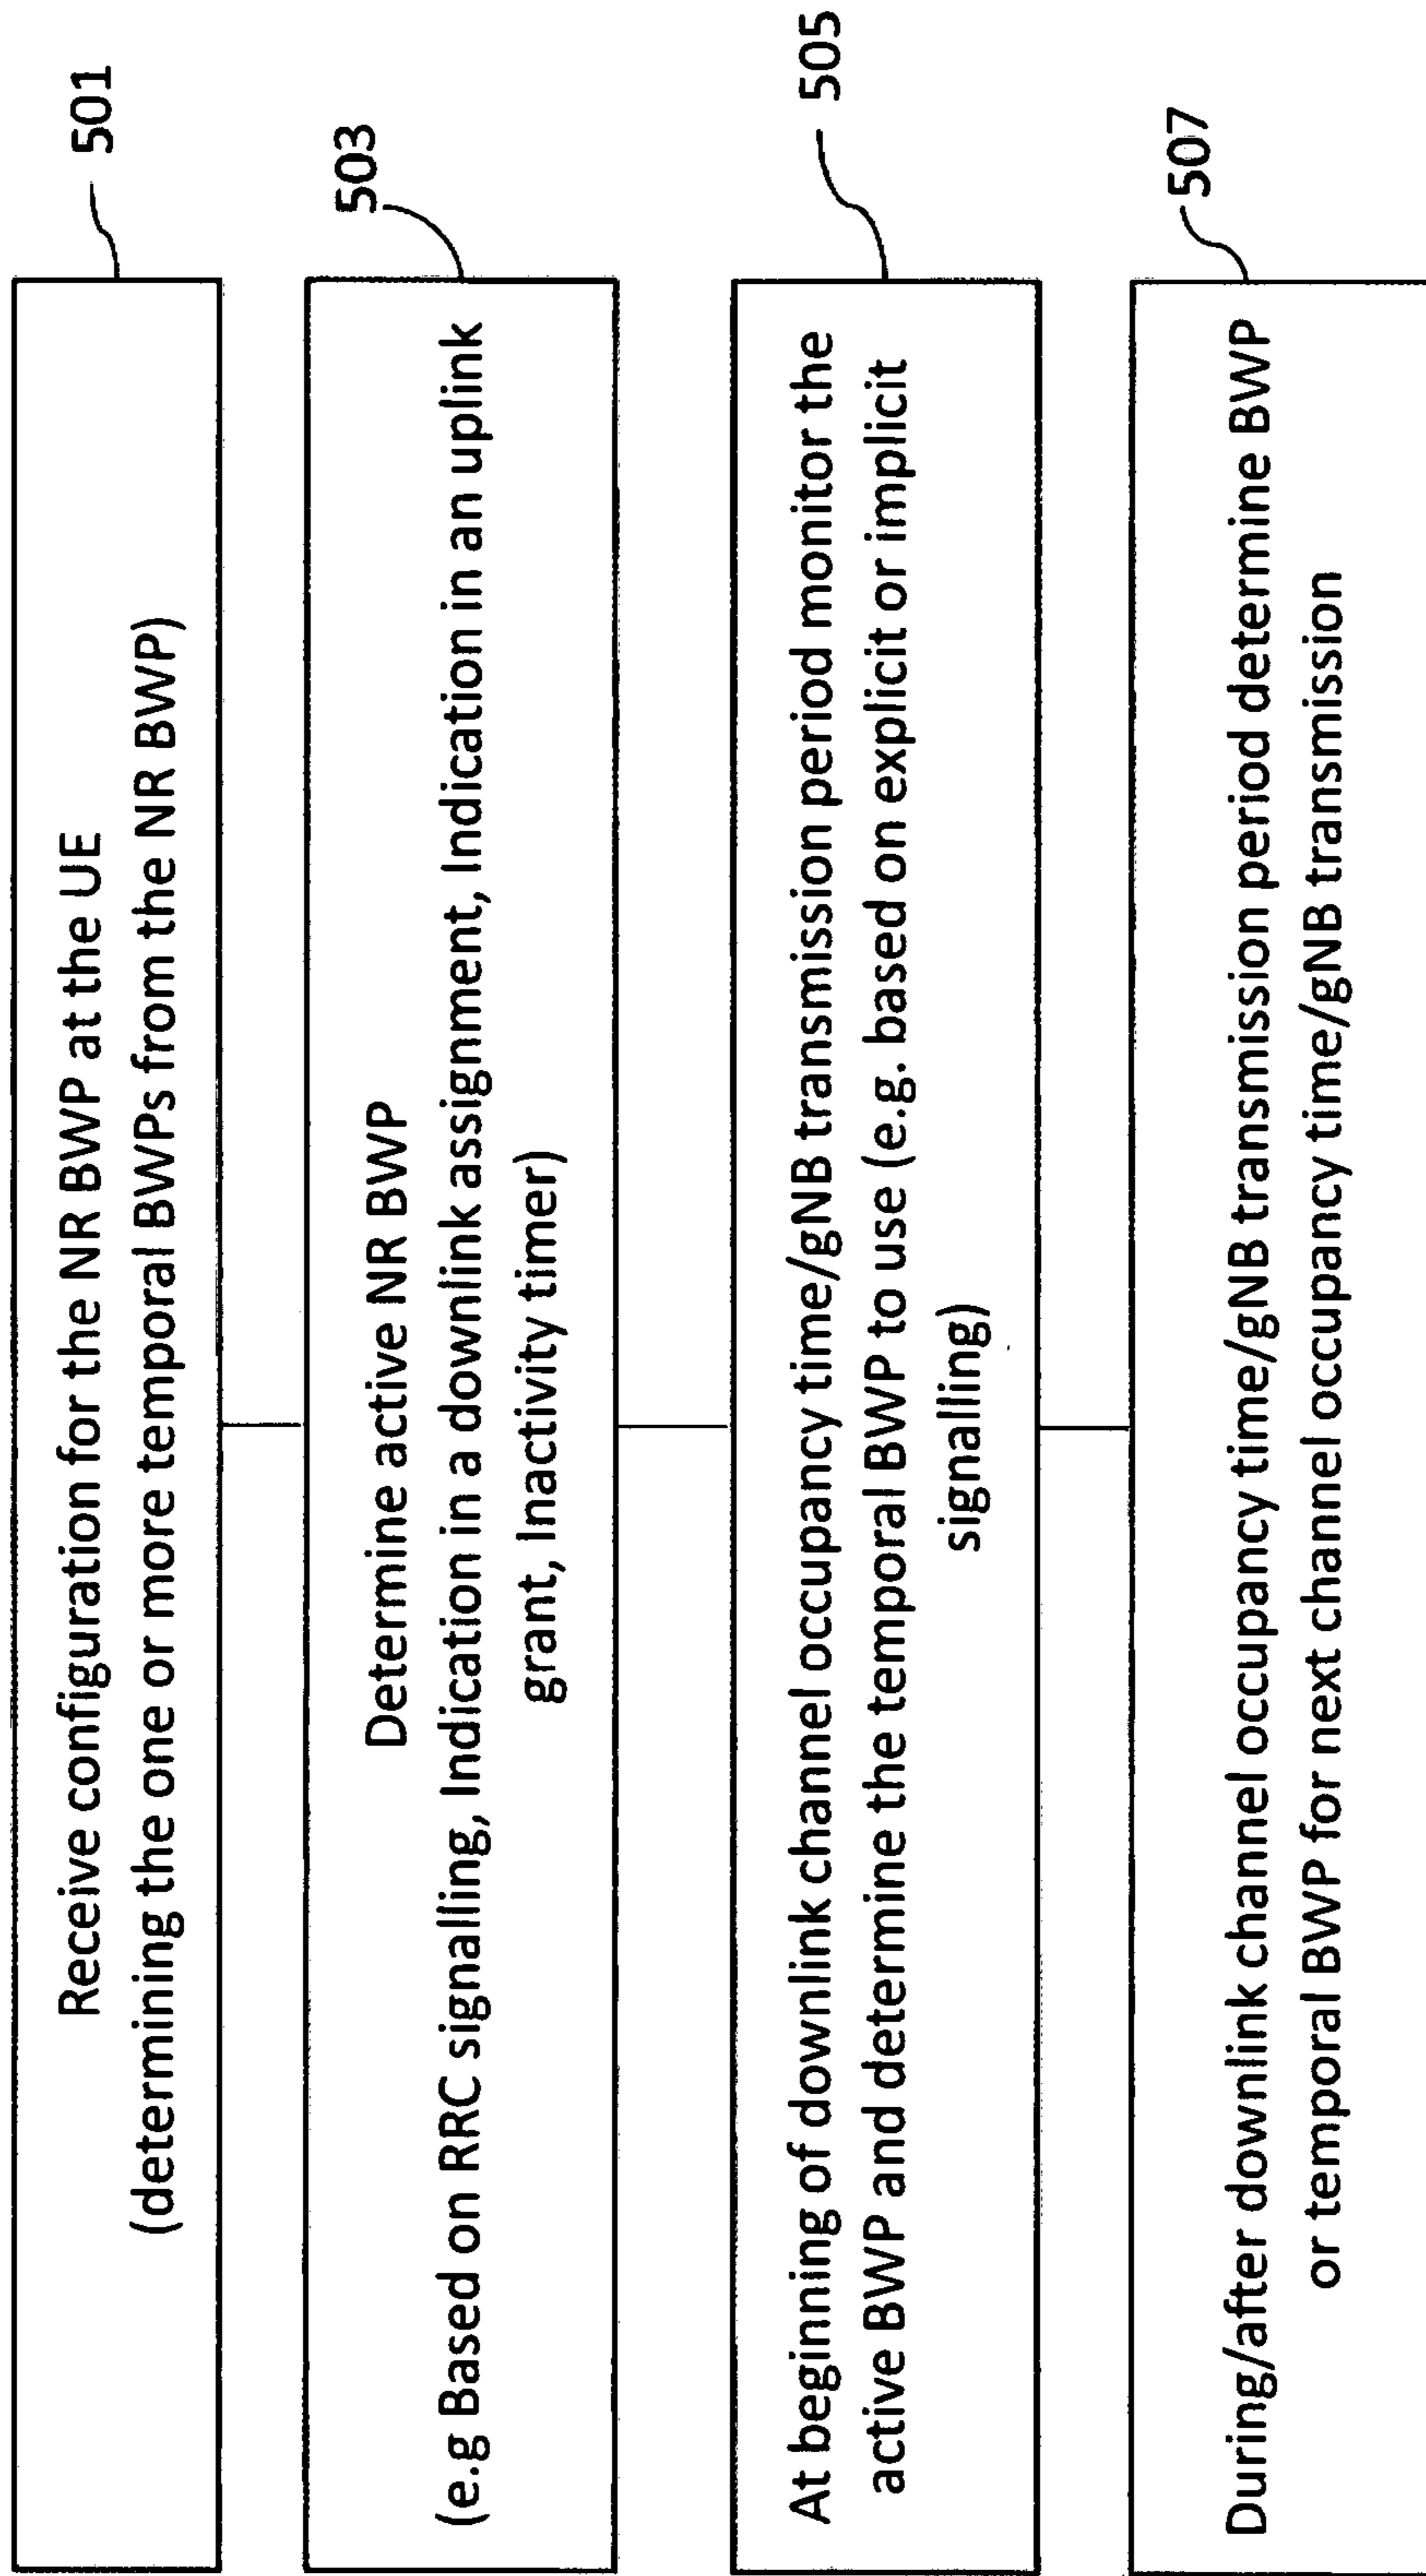 Receive configuration for the NR BWP at the UE
(determining the one or more temporal BWPs from the NR BWP)
501
Determine active NR BWP
(e.g Based on RRC signalling, Indication in a downlink assignment, Indication in an uplink
grant, Inactivity timer)
503
At beginning of downlink channel occupancy time/gNB transmission period monitor the
active BWP and determine the temporal BWP to use (e.g. based on explicit or implicit
signalling)
505
During/after downlink channel occupancy time/gNB transmission period determine BWP
or temporal BWP for next channel occupancy time/gNB transmission
507